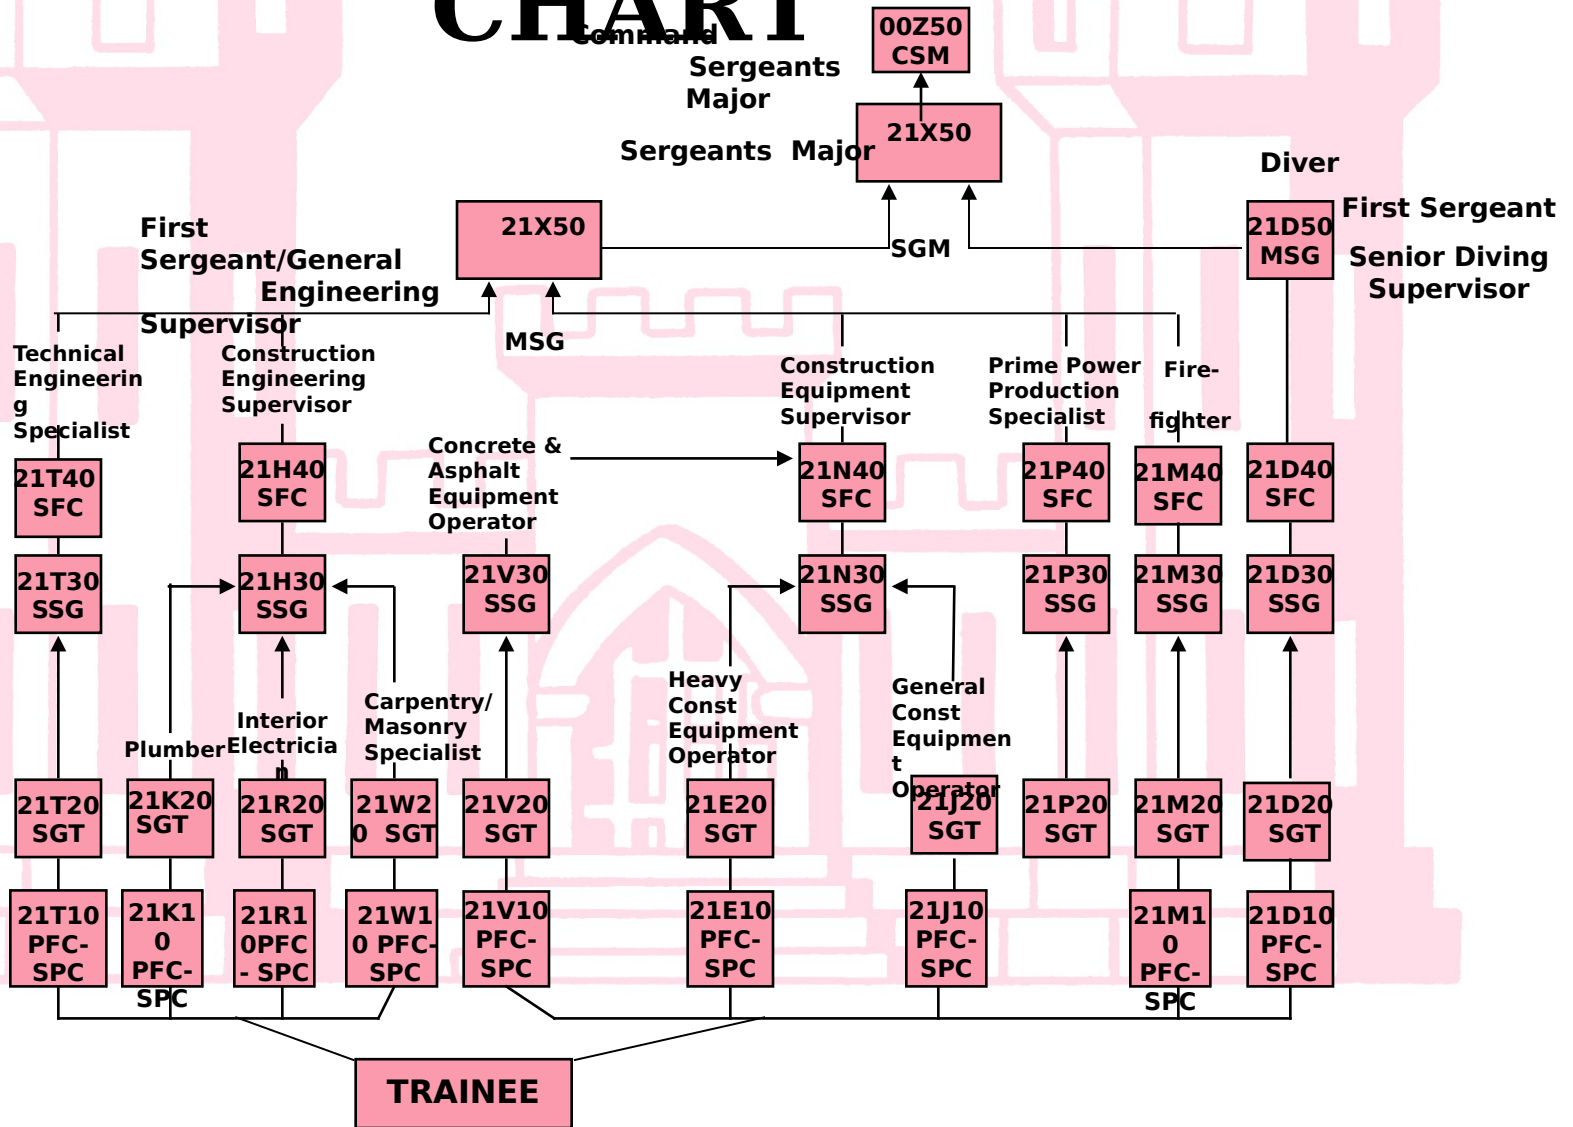 CHART
Command
Sergeants
Major
00Z50
CSM
Sergeants Major
21X50
Diver
First
Sergeant/General
Engineering
Supervisor
21X50
SGM
21D50
MSG
First Sergeant
Senior Diving
Supervisor
MSG
Technical
Engineerin
g
Specialist
Construction
Engineering
Supervisor
Concrete &
Asphalt
Equipment
Operator
Construction
Equipment
Supervisor
Prime Power
Production
Specialist
Fire-
fighter
21T40
SFC
21H40
SFC
21N40
SFC
21P40
SFC
21M40
SFC
21D40
SFC
21T30
SSG
21H30
SSG
21V30
SSG
21N30
SSG
21P30
SSG
21M30
SSG
21D30
SSG
Plumber
Interior
Electricia
n
Carpentry/
Masonry
Specialist
Heavy
Const
Equipment
Operator
General
Const
Equipmen
t
Operator
21T20
SGT
21K20
SGT
21R20
SGT
21W2
0 SGT
21V20
SGT
21E20
SGT
21J20
SGT
21P20
SGT
21M20
SGT
21D20
SGT
21T10
PFC-
SPC
21K1
0
PFC-
SPC
21R1
0PFC
- SPC
21W1
0 PFC-
SPC
21V10
PFC-
SPC
21E10
PFC-
SPC
21J10
PFC-
SPC
21M1
0
PFC-
SPC
21D10
PFC-
SPC
TRAINEE